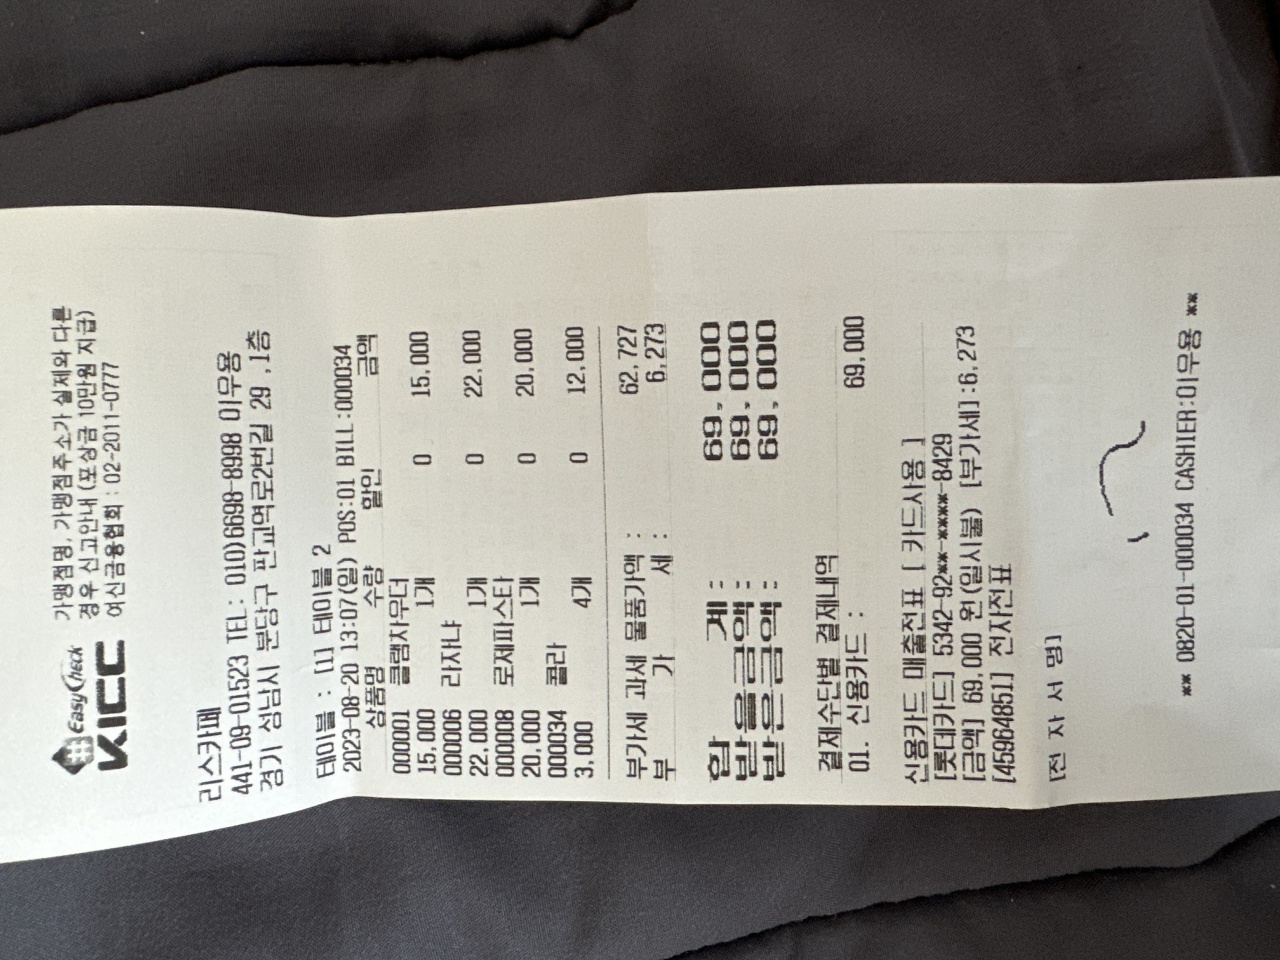 EasyCheck
KICC
가맹점명, 가맹점주소가 실제와 다른
경우 신고안내 (포상금 10만원 지급)
여신금융협회 : 02-2011-0777
리스카페
441-09-01523 TEL: 010)6698-8998 이무용
경기 성남시 분당구 판교역로2번길 29 ,1층
테이블 : [1] 테이블 2
2023-08-20 13:07(일) POS:01 BILL:000034
상품명 수량 할인 금액
000001 클램차우더
15,000 1개 0 15,000
000006 라자냐
22,000 1개 0 22,000
000008 로제파스타
20,000 1개 0 20,000
000034 콜라
3,000 4개 0 12,000
부가세 과세 물품가액 : 62,727
부 가 세 : 6,273
합 계 : 69,000
받을금액 : 69,000
받은금액 : 69,000
결제수단별 결제내역
01. 신용카드 : 69,000
신용카드 매출전표 [ 카드사용 ]
[롯데카드] 5342-92**-****-8429
[금액] 69,000 원(일시불) [부가세]:6,273
[45964851] 전자전표
[전 자 서 명]
** 0820-01-000034 CASHIER:이무용 **